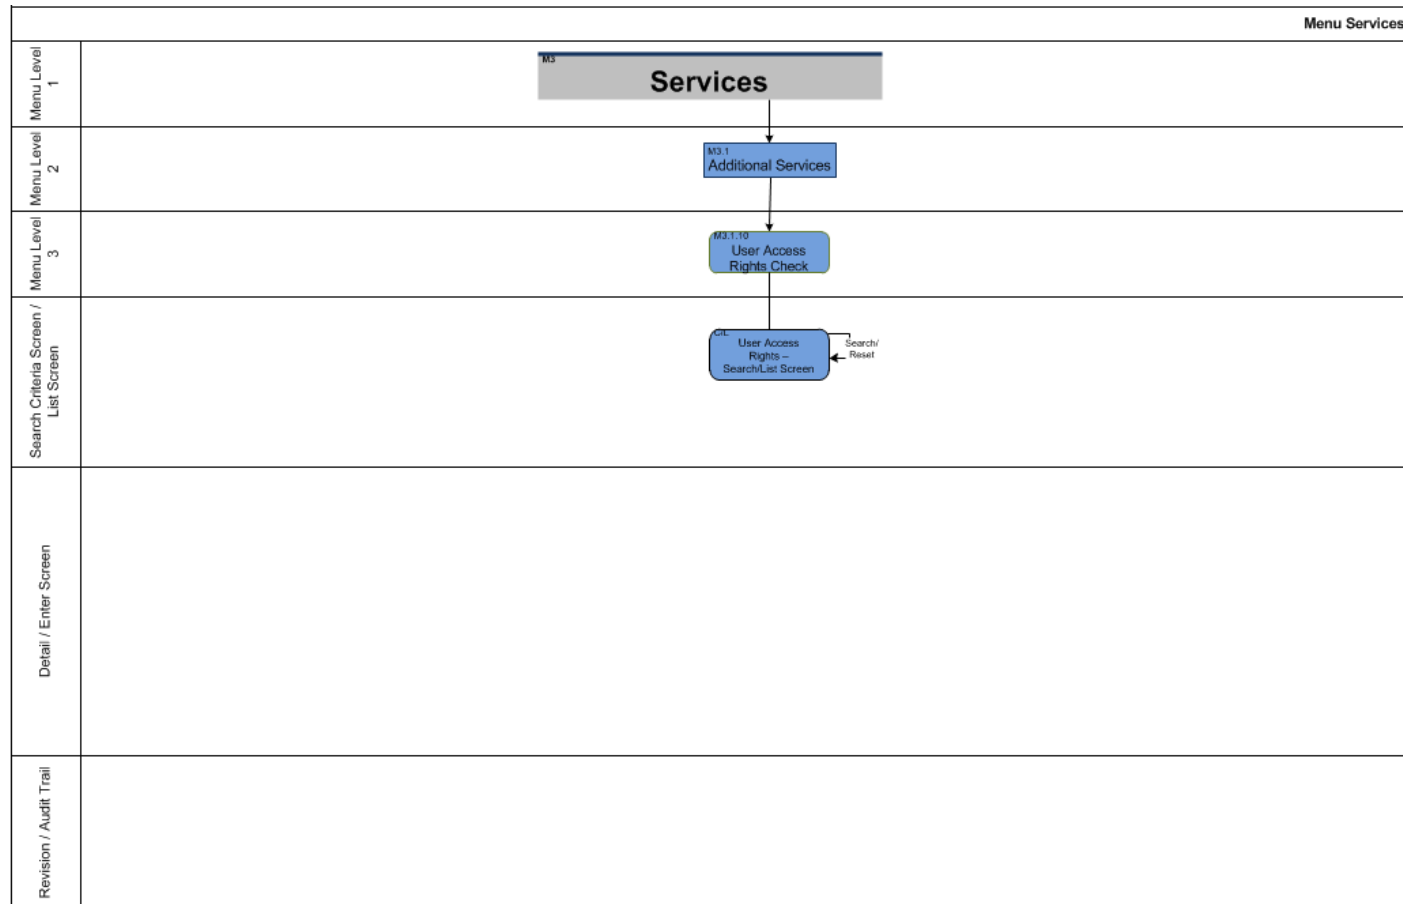 Menu Services
Menu Level
1
M3
Services
Menu Level
2
M3.1
Additional Services
Menu Level
3
M3.1.10
User Access
Rights Check
Search Criteria Screen /
List Screen
C/L
User Access
Rights –
Search/List Screen
Search/
Reset
Detail / Enter Screen
Revision / Audit Trail